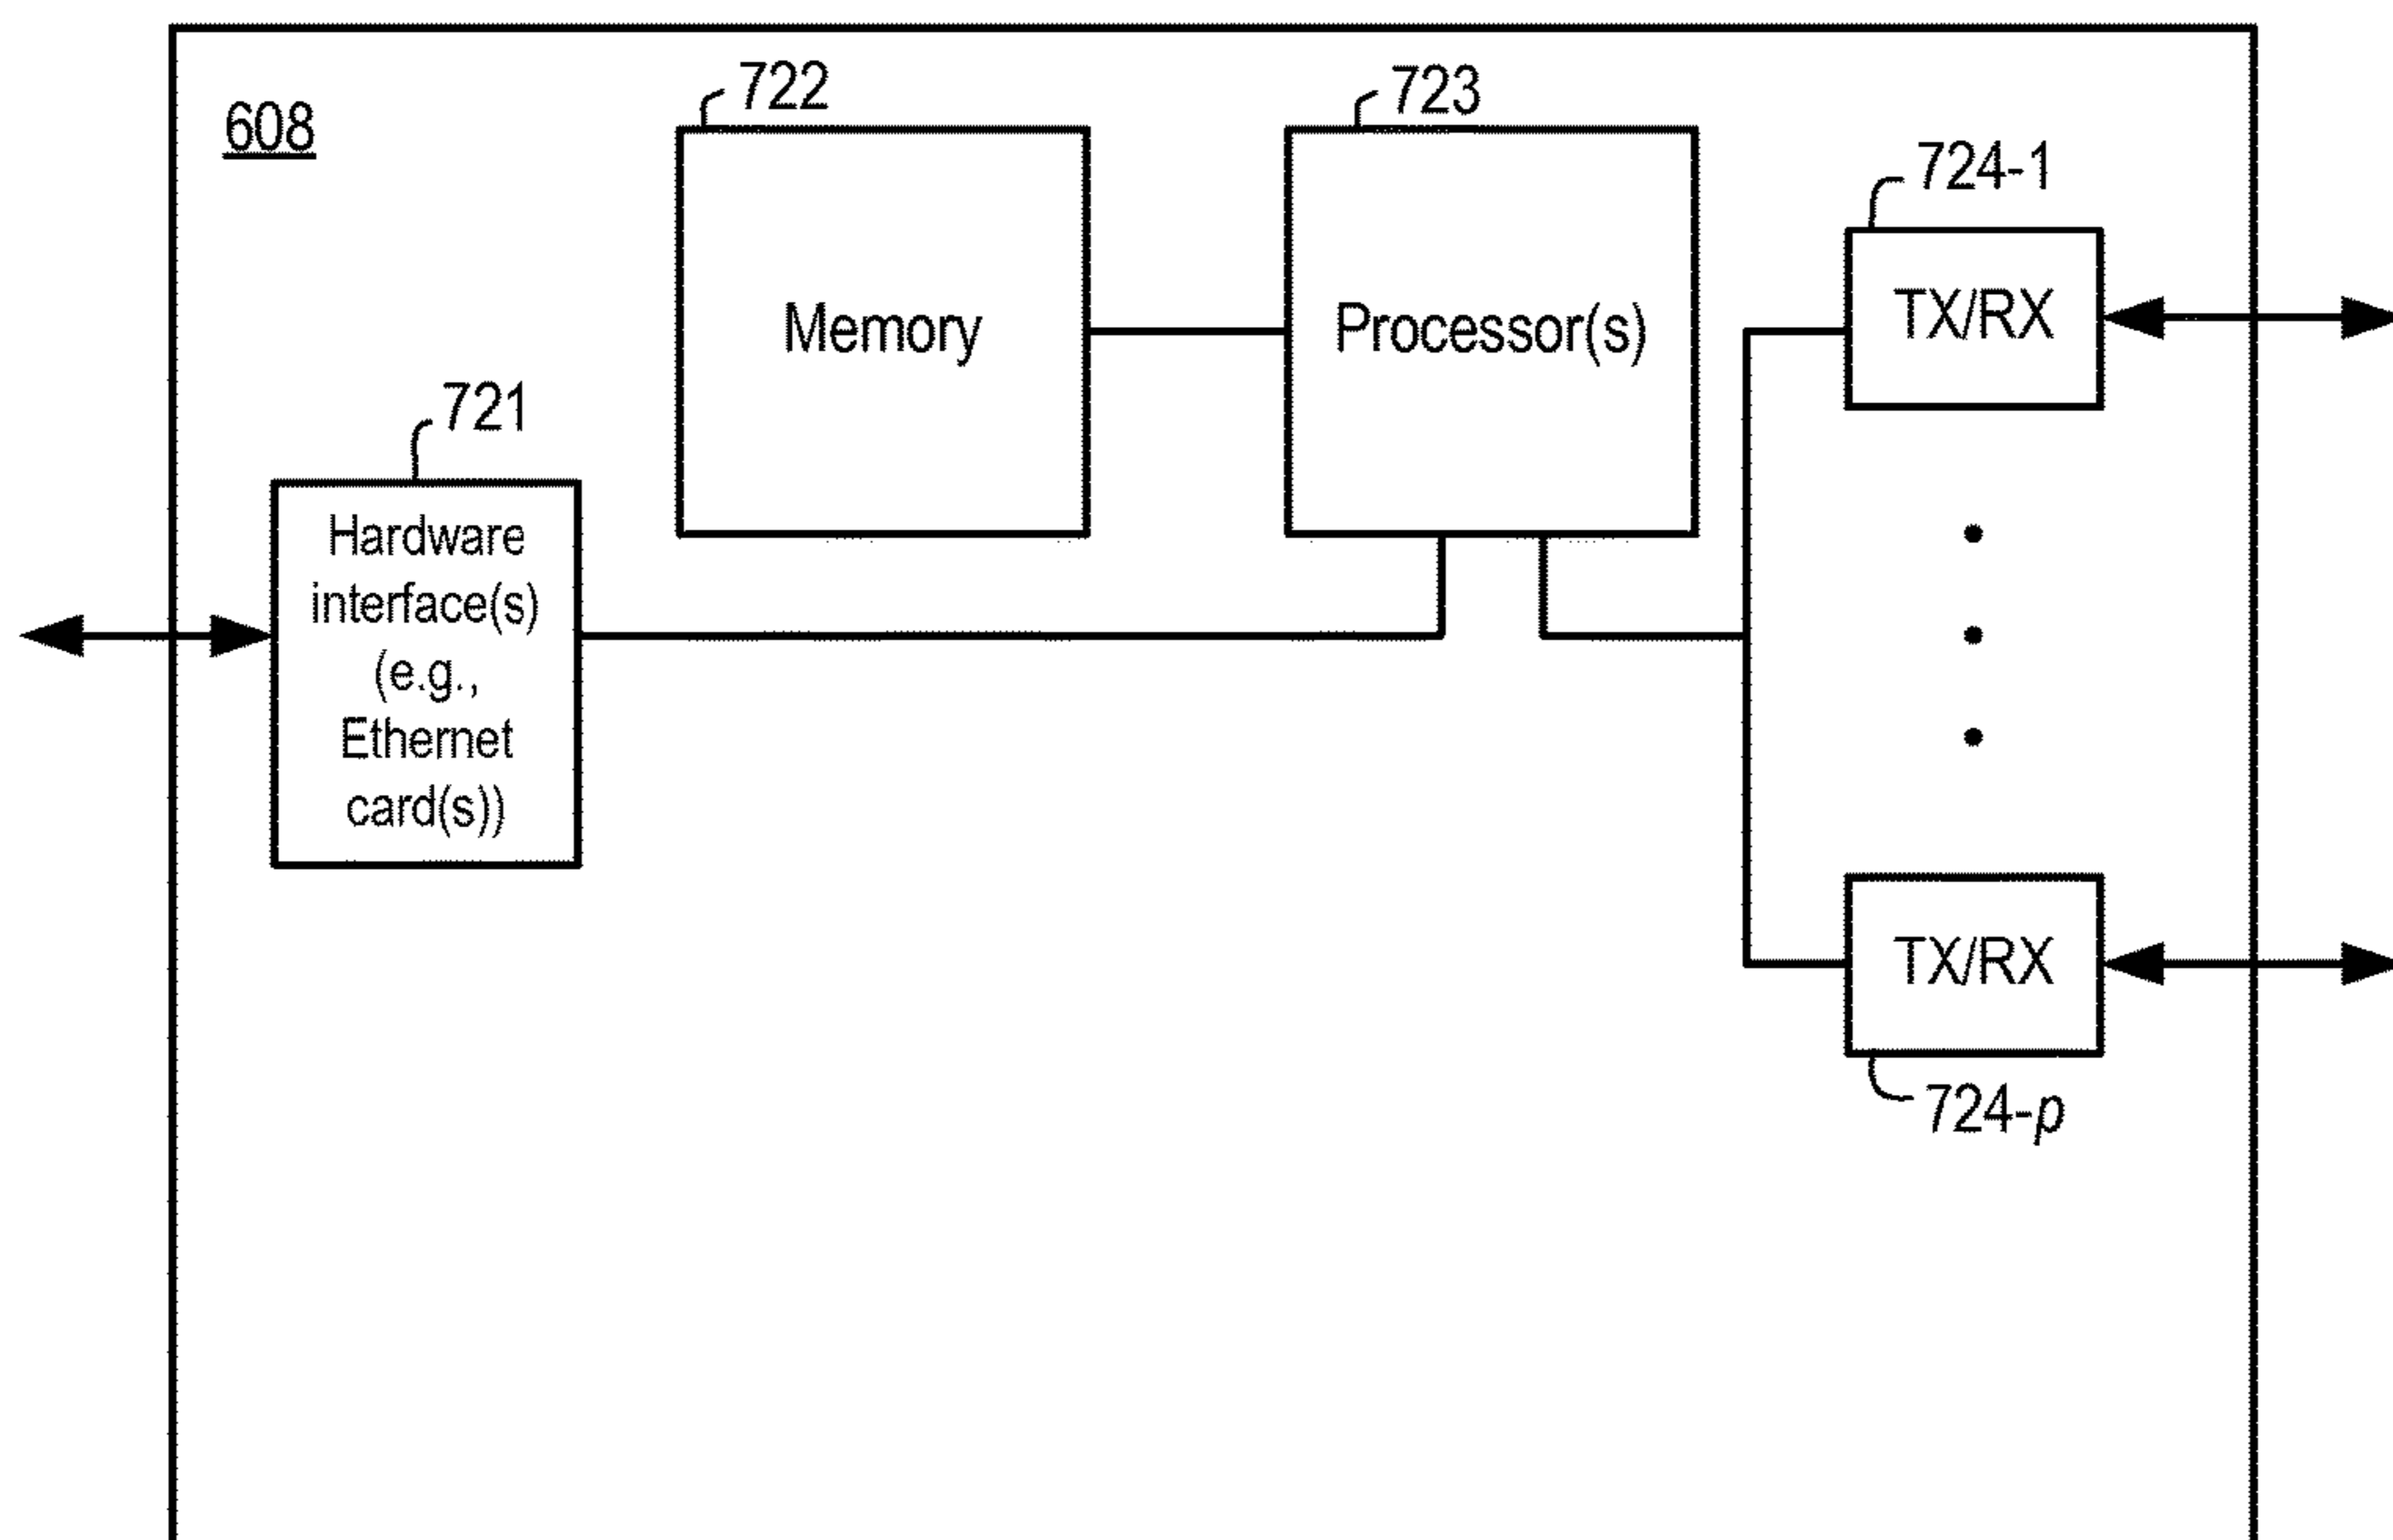 608
722
723
724-1
Memory
Processor(s)
TX/RX
721
Hardware
interface(s)
(e.g.,
Ethernet
card(s))
TX/RX
724-p